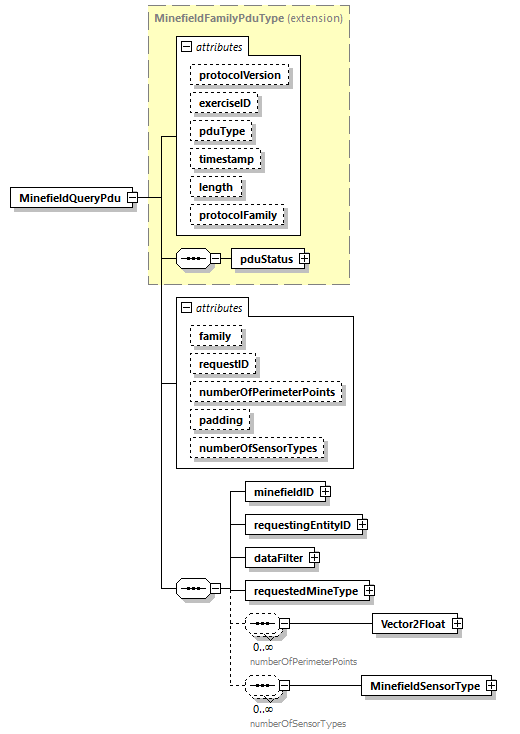 MinefieldFamilyPduType (extension)
attributes
protocolVersion
exerciseID
pduType
timestamp
length
protocolFamily
MinefieldQueryPdu
pduStatus
attributes
family
requestID
numberOfPerimeterPoints
padding
numberOfSensorTypes
minefieldID
requestingEntityID
dataFilter
requestedMineType
Vector2Float
0..∞
numberOfPerimeterPoints
MinefieldSensorType
0..∞
numberOfSensorTypes